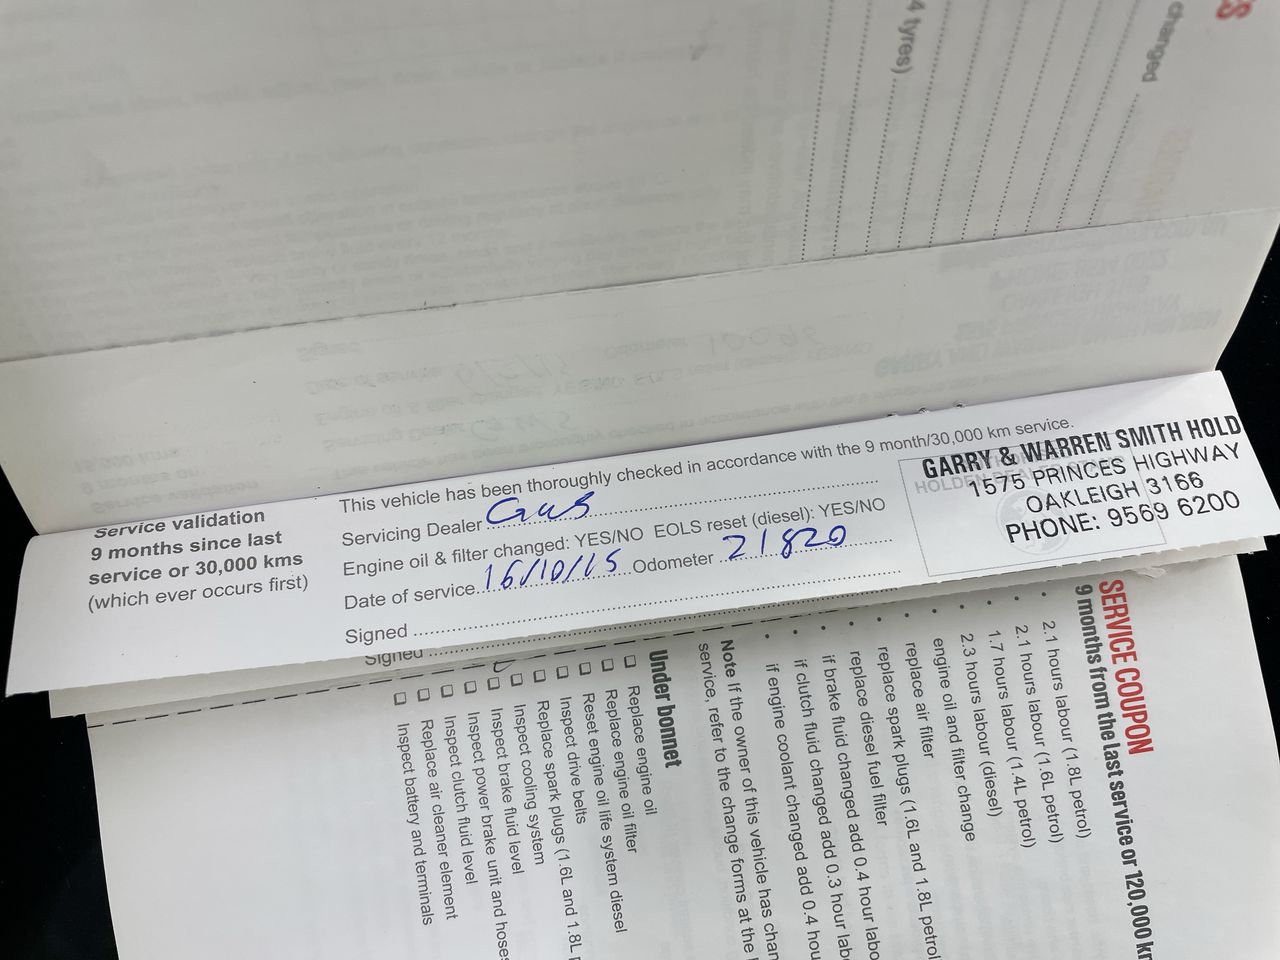 S
changed
4 tyres)
Service validation
9 months since last
service or 30,000 kms
(which ever occurs first)
This vehicle has been thoroughly checked in accordance with the 9 month/30,000 km service.
Servicing Dealer GWS
Engine oil & filter changed: YES/NO EOLS reset (diesel): YES/NO
Date of service 16/10/15 Odometer 21820
Signed
GARRY & WARREN SMITH HOLD
1575 PRINCES HIGHWAY
OAKLEIGH 3166
PHONE: 9569 6200
Signed
SERVICE COUPON
9 months from the last service or 120,000 k
• 2.1 hours labour (1.8L petrol)
• 2.1 hours labour (1.6L petrol)
• 1.7 hours labour (1.4L petrol)
• 2.3 hours labour (diesel)
• engine oil and filter change
• replace air filter
• replace spark plugs (1.6L and 1.8L petrol
• replace diesel fuel filter
• if brake fluid changed add 0.4 hour labo
• if clutch fluid changed add 0.3 hour labo
• if engine coolant changed add 0.4 hou
Note If the owner of this vehicle has chan
service, refer to the change forms at the
Under bonnet
☐ Replace engine oil
☐ Replace engine oil filter
☐ Reset engine oil life system diesel
☐ Inspect drive belts
☐ Replace spark plugs (1.6L and 1.8L
☐ Inspect cooling system
☐ Inspect brake fluid level
☐ Inspect power brake unit and hoses
☐ Inspect clutch fluid level
☐ Replace air cleaner element
☐ Inspect battery and terminals